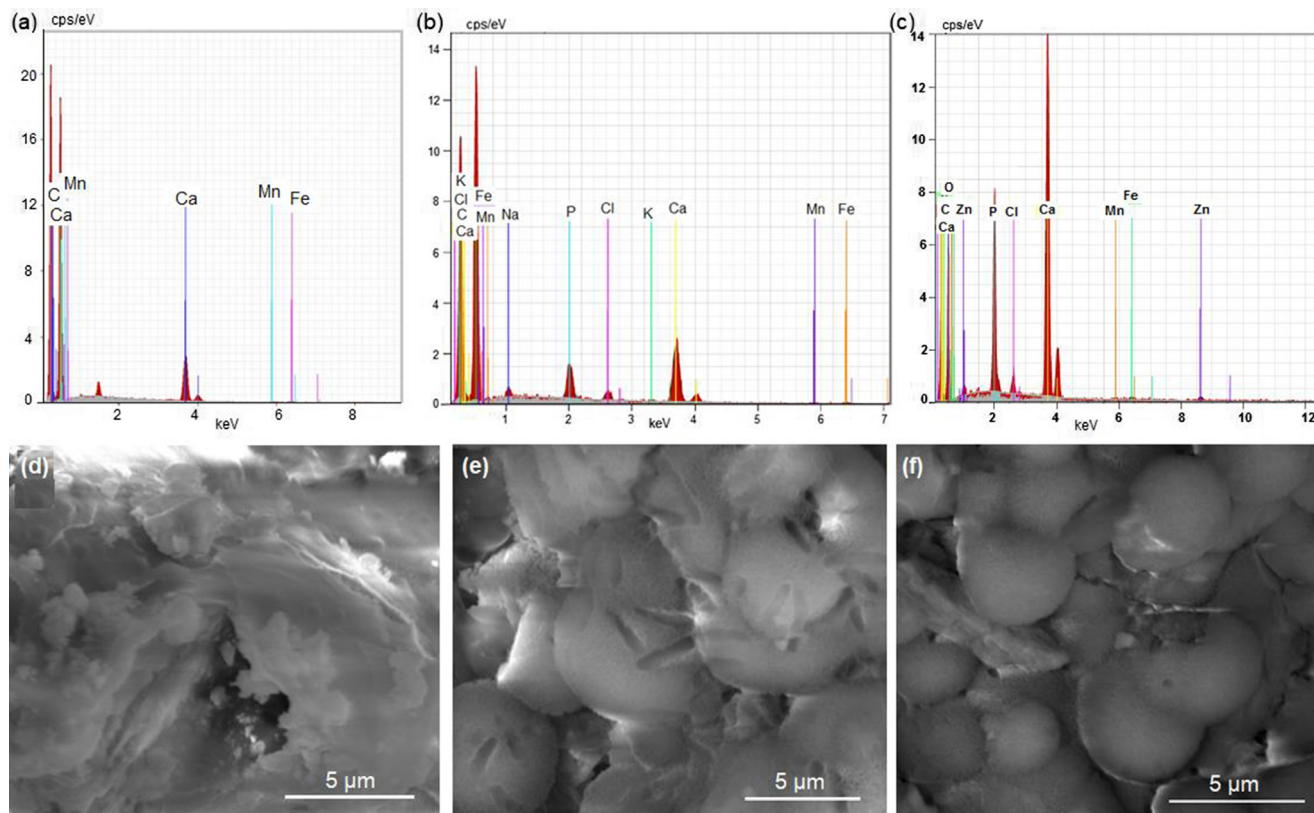 (a) cps/eV
20
16
12
8
4
0
C
Ca
Mn
Ca
Mn
Fe
2 4 6 8
keV
(b) cps/eV
14
12
10
8
6
4
2
0
K
Cl
C
Ca
Fe
Mn
Na
P
Cl
K
Ca
Mn
Fe
1 2 3 4 5 6 7
keV
(c) cps/eV
14
12
10
8
6
4
2
0
O
C
Ca
Zn
P
Cl
Ca
Mn
Fe
Zn
2 4 6 8 10 12
keV
(d)
5 µm
(e)
5 µm
(f)
5 µm